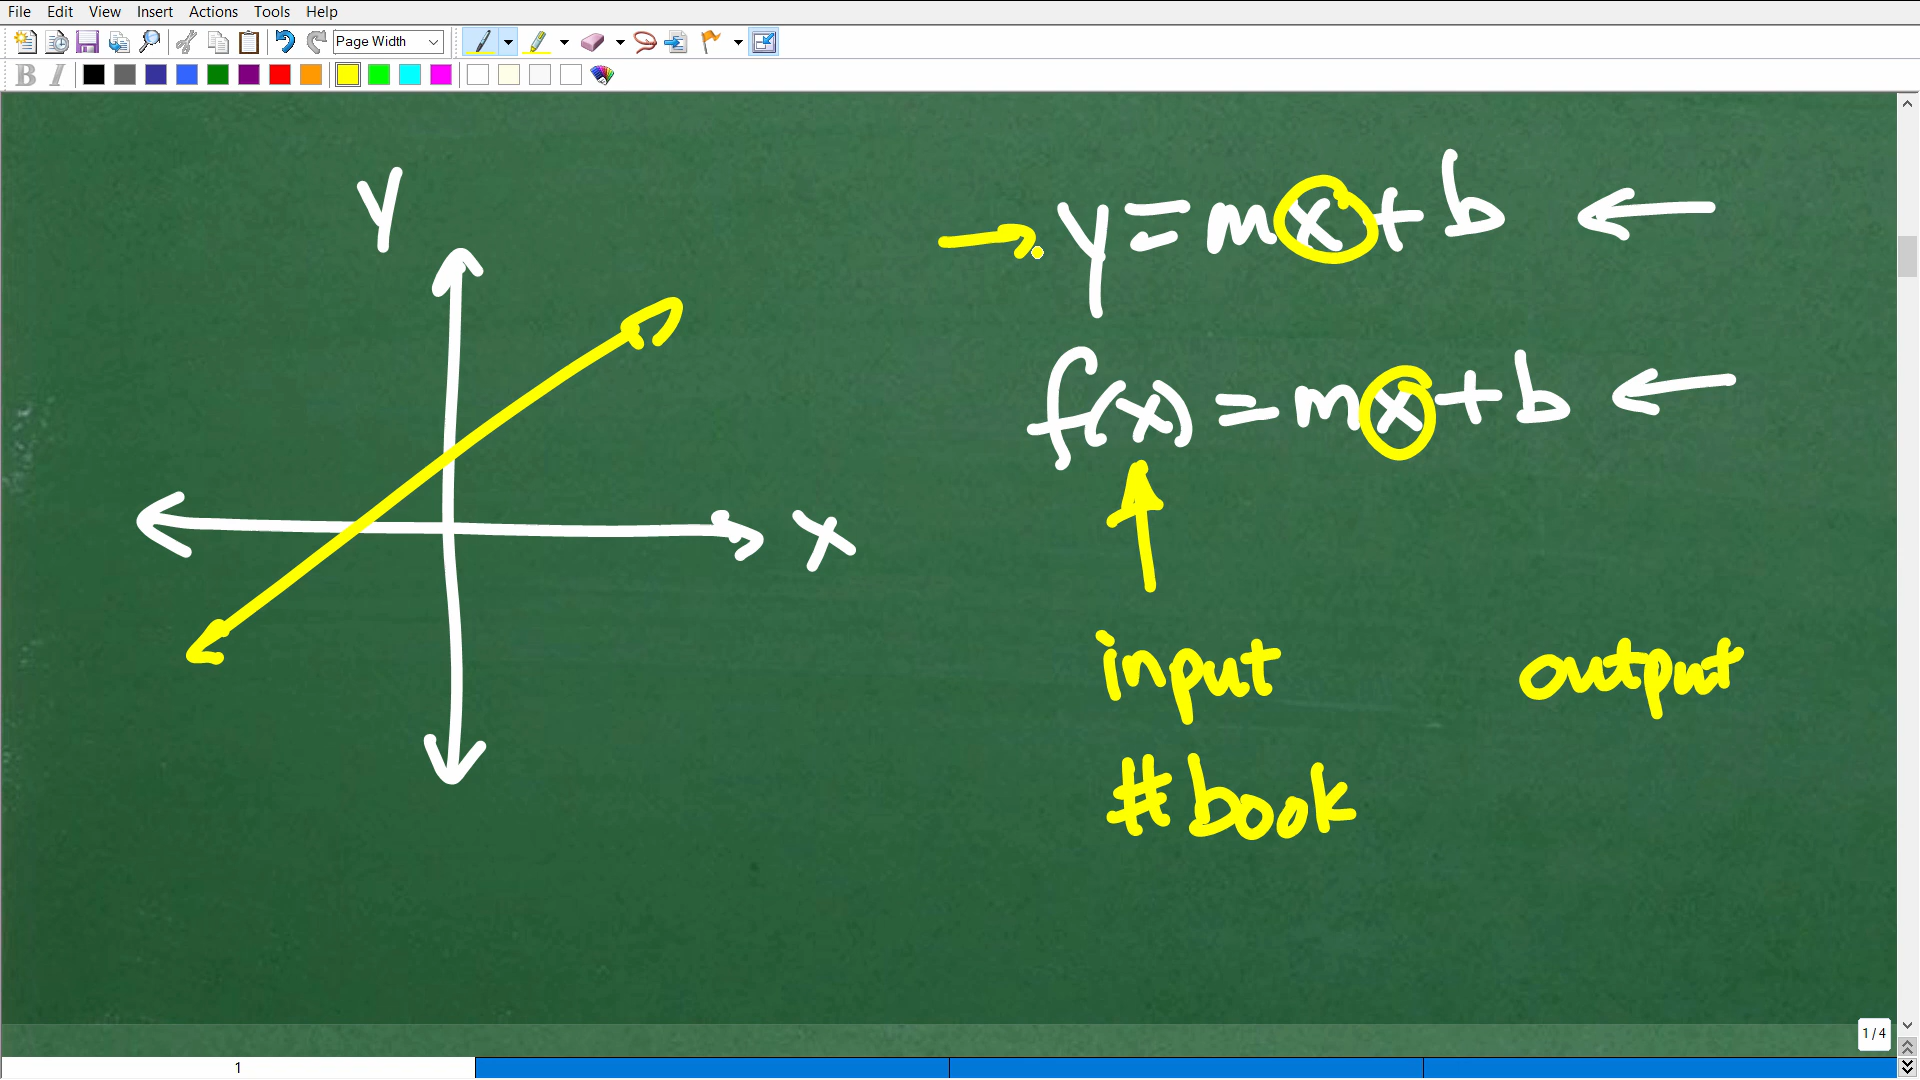 File Edit View Insert Actions Tools Help
Page Width
B I
y
y = mx + b
f(x) = mx + b
x
input output
# book
1 / 4
1